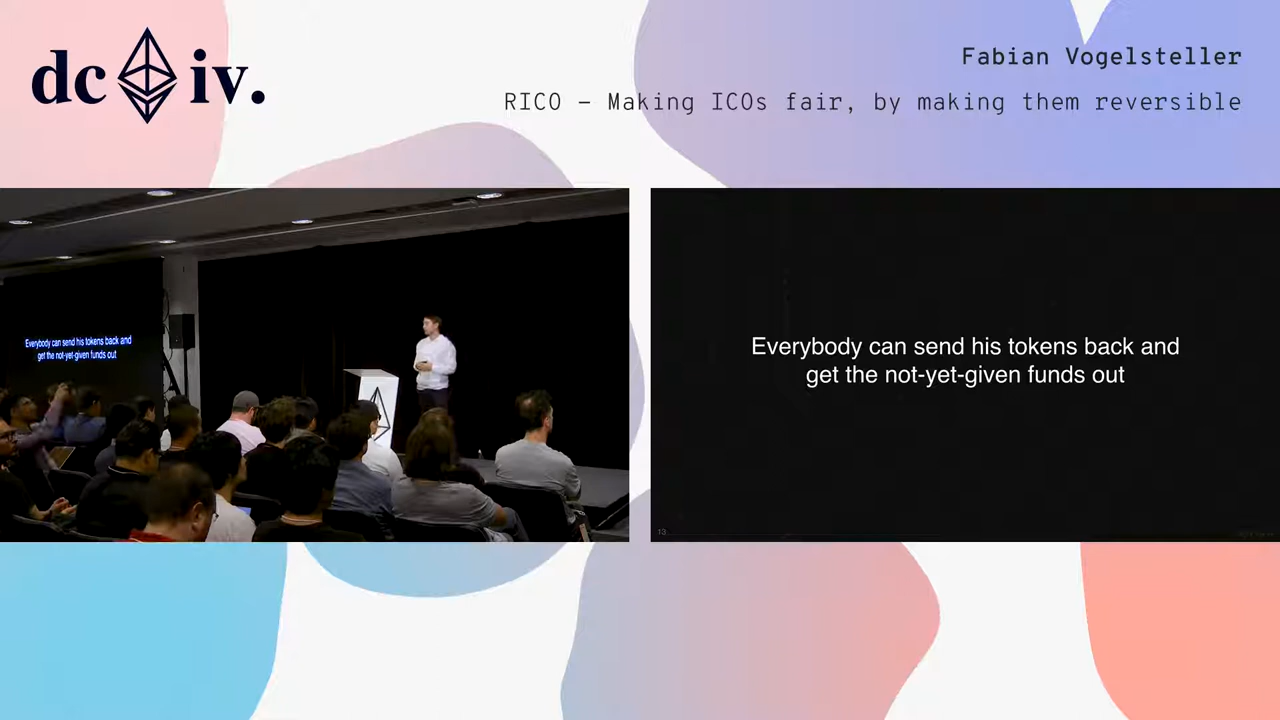 dc iv.
Fabian Vogelsteller
RICO – Making ICOs fair, by making them reversible
Everybody can send his tokens back and
get the not-yet-given funds out
Everybody can send his tokens back and
get the not-yet-given funds out
13